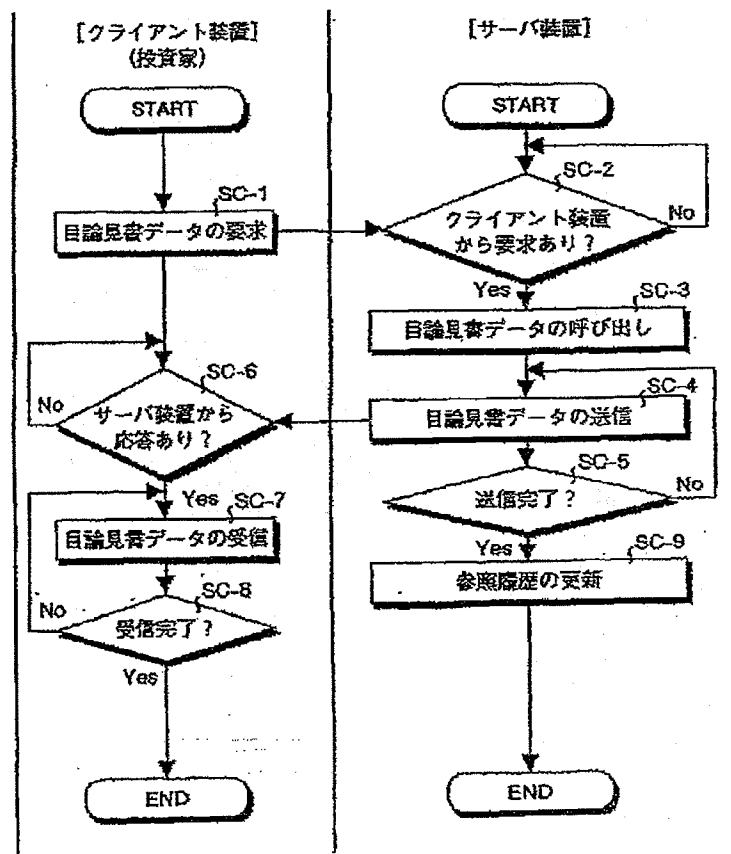 [クライアント装置]
(投資家)
START
SC-1
目論見書データの要求
SC-6
サーバ装置から
応答あり？
No
Yes
SC-7
目論見書データの受信
SC-8
受信完了？
No
Yes
END
[サーバ装置]
START
SC-2
クライアント装置
から要求あり？
No
Yes
SC-3
目論見書データの呼び出し
SC-4
目論見書データの送信
SC-5
送信完了？
No
Yes
SC-9
参照履歴の更新
END